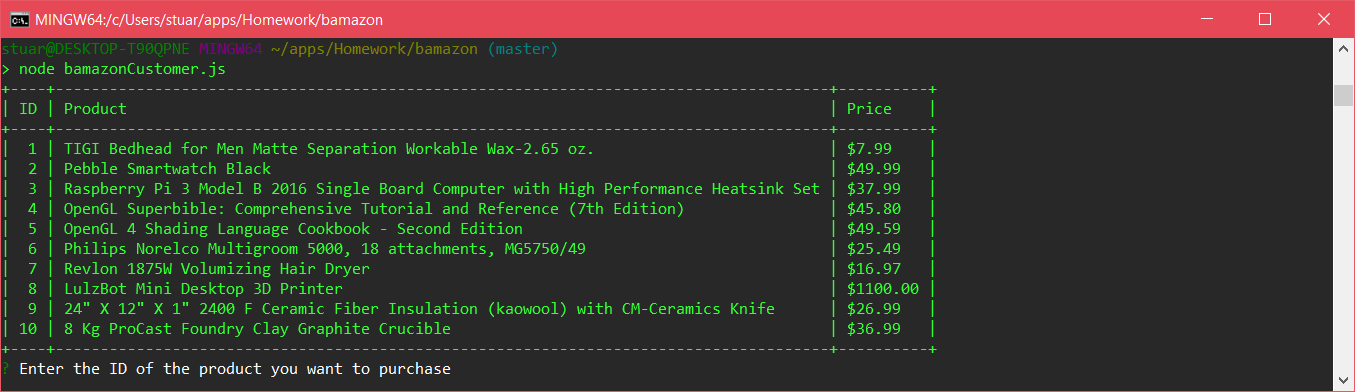 MINGW64:/c/Users/stuar/apps/Homework/bamazon
stuar@DESKTOP-T90QPNE MINGW64 ~/apps/Homework/bamazon (master)
> node bamazonCustomer.js
+----+--------------------------------------------------------------------------------------+----------+
| ID | Product                                                                              | Price    |
+----+--------------------------------------------------------------------------------------+----------+
|  1 | TIGI Bedhead for Men Matte Separation Workable Wax-2.65 oz.                          | $7.99    |
|  2 | Pebble Smartwatch Black                                                              | $49.99   |
|  3 | Raspberry Pi 3 Model B 2016 Single Board Computer with High Performance Heatsink Set | $37.99   |
|  4 | OpenGL Superbible: Comprehensive Tutorial and Reference (7th Edition)                | $45.80   |
|  5 | OpenGL 4 Shading Language Cookbook - Second Edition                                  | $49.59   |
|  6 | Philips Norelco Multigroom 5000, 18 attachments, MG5750/49                           | $25.49   |
|  7 | Revlon 1875W Volumizing Hair Dryer                                                   | $16.97   |
|  8 | LulzBot Mini Desktop 3D Printer                                                      | $1100.00 |
|  9 | 24" X 12" X 1" 2400 F Ceramic Fiber Insulation (kaowool) with CM-Ceramics Knife      | $26.99   |
| 10 | 8 Kg ProCast Foundry Clay Graphite Crucible                                          | $36.99   |
+----+--------------------------------------------------------------------------------------+----------+
? Enter the ID of the product you want to purchase